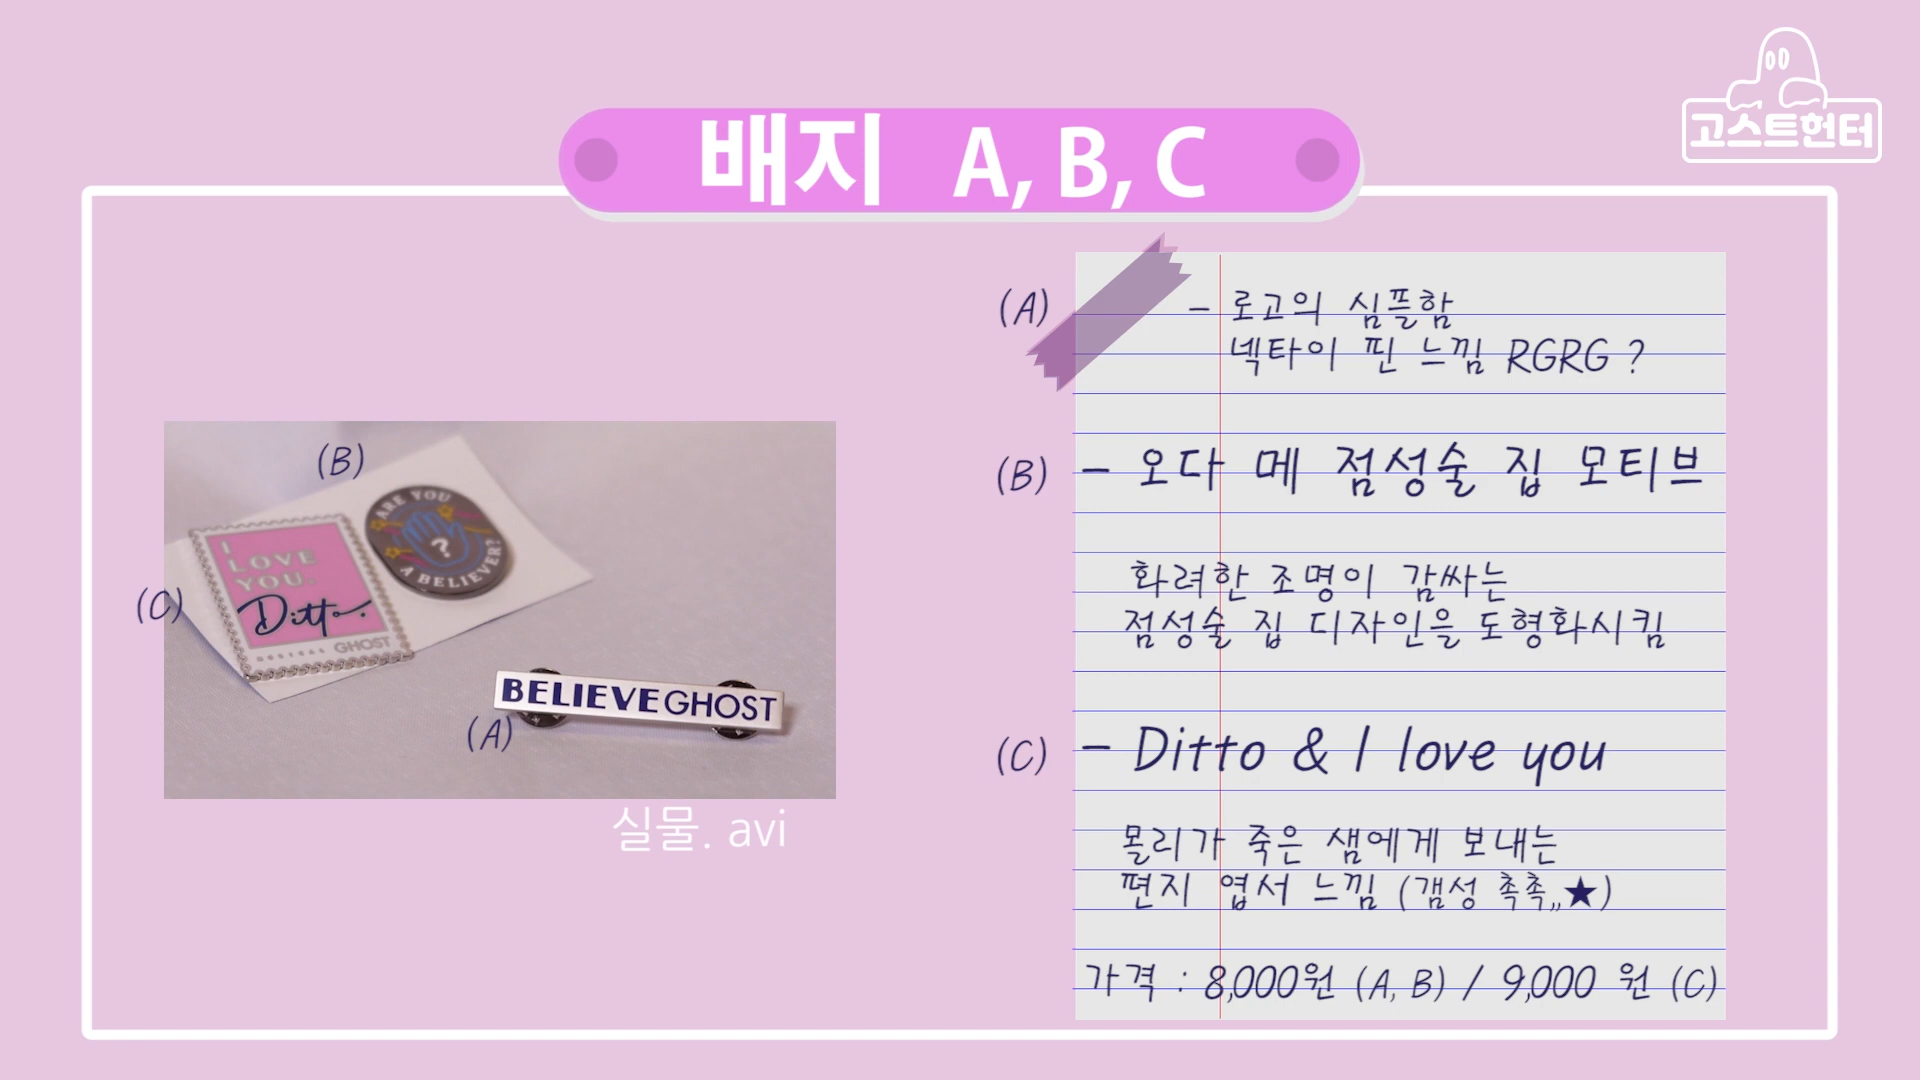 고스트헌터
배지 A, B, C
(A)
- 로고의 심플함
넥타이 핀 느낌 RGRG ?
(B)
- 오다 메 점성술 집 모티브
화려한 조명이 감싸는
점성술 집 디자인을 도형화시킴
(C)
- Ditto & I love you
몰리가 죽은 샘에게 보내는
편지 엽서 느낌 (갬성 촉촉,,★)
가격 : 8,000원 (A, B) / 9,000 원 (C)
(B)
ARE YOU
?
A BELIEVER?
(C)
I
LOVE
YOU.
Ditto.
GHOST
BELIEVE GHOST
(A)
실물. avi